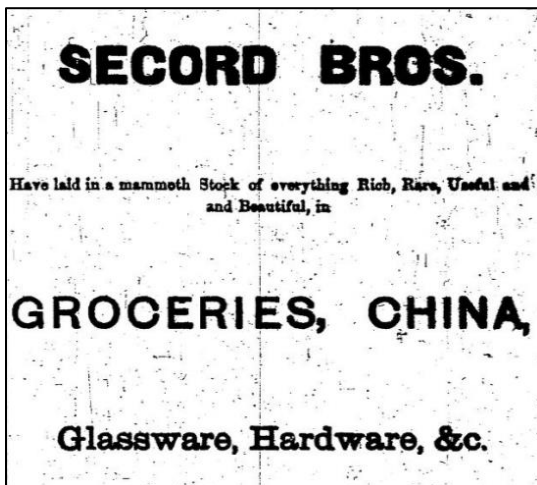 SECORD BROS.
Have laid in a mammoth Stock of everything Rich, Rare, Useful and
and Beautiful, in
GROCERIES, CHINA,
Glassware, Hardware, &c.